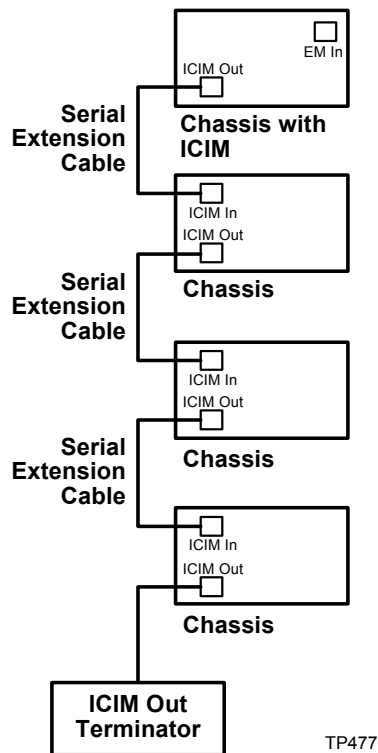 EM In
ICIM Out
Serial
Extension
Cable
Chassis with
ICIM
ICIM In
ICIM Out
Serial
Extension
Cable
Chassis
ICIM In
ICIM Out
Serial
Extension
Cable
Chassis
ICIM In
ICIM Out
Chassis
ICIM Out
Terminator
TP477